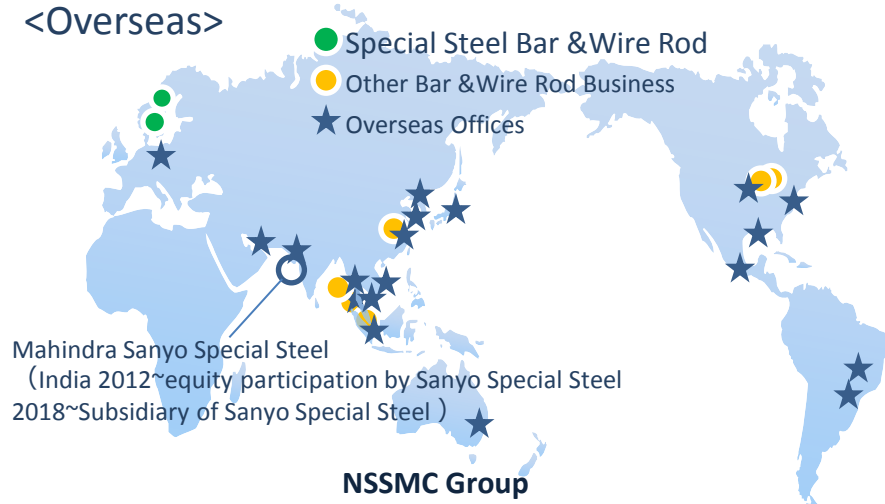 <Overseas>
Special Steel Bar &Wire Rod
Other Bar &Wire Rod Business
Overseas Offices
Mahindra Sanyo Special Steel
（India 2012~equity participation by Sanyo Special Steel
2018~Subsidiary of Sanyo Special Steel ）
NSSMC Group